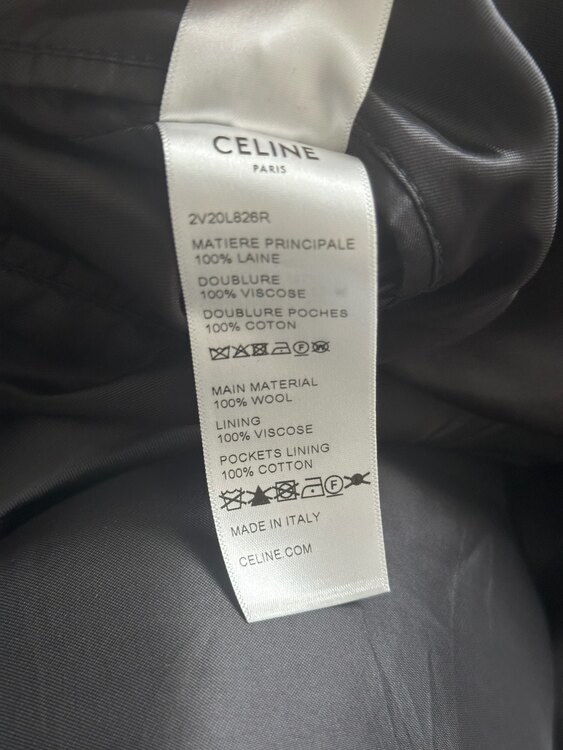 CELINE
PARIS
2V20L826R
MATIERE PRINCIPALE
100% LAINE
DOUBLURE
100% VISCOSE
DOUBLURE POCHES
100% COTON
MAIN MATERIAL
100% WOOL
LINING
100% VISCOSE
POCKETS LINING
100% COTTON
MADE IN ITALY
CELINE.COM